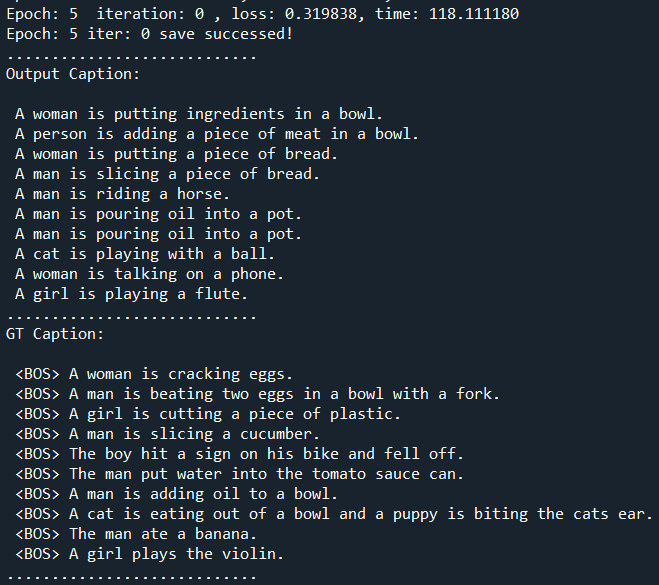 Epoch: 5  iteration: 0 , loss: 0.319838, time: 118.111180
Epoch: 5 iter: 0 save successed!
............................
Output Caption:
A woman is putting ingredients in a bowl.
A person is adding a piece of meat in a bowl.
A woman is putting a piece of bread.
A man is slicing a piece of bread.
A man is riding a horse.
A man is pouring oil into a pot.
A man is pouring oil into a pot.
A cat is playing with a ball.
A woman is talking on a phone.
A girl is playing a flute.
............................
GT Caption:
<BOS> A woman is cracking eggs.
<BOS> A man is beating two eggs in a bowl with a fork.
<BOS> A girl is cutting a piece of plastic.
<BOS> A man is slicing a cucumber.
<BOS> The boy hit a sign on his bike and fell off.
<BOS> The man put water into the tomato sauce can.
<BOS> A man is adding oil to a bowl.
<BOS> A cat is eating out of a bowl and a puppy is biting the cats ear.
<BOS> The man ate a banana.
<BOS> A girl plays the violin.
............................